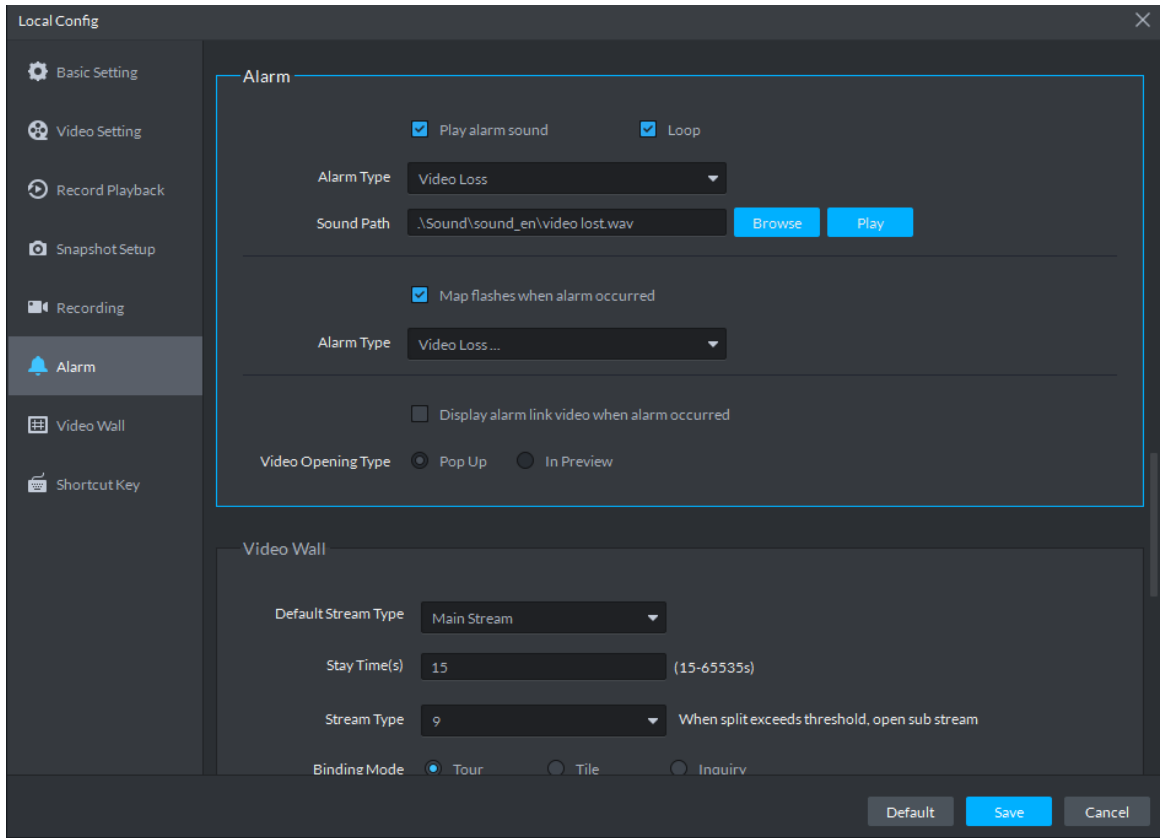 Local Config
Basic Setting
Video Setting
Record Playback
Snapshot Setup
Recording
Alarm
Video Wall
Shortcut Key
Alarm
Play alarm sound Loop
Alarm Type Video Loss
Sound Path .\Sound\sound_en\video lost.wav Browse Play
Map flashes when alarm occurred
Alarm Type Video Loss ...
Display alarm link video when alarm occurred
Video Opening Type Pop Up In Preview
Video Wall
Default Stream Type Main Stream
Stay Time(s) 15 (15-65535s)
Stream Type 9 When split exceeds threshold, open sub stream
Binding Mode Tour Tile Inquiry
Default Save Cancel